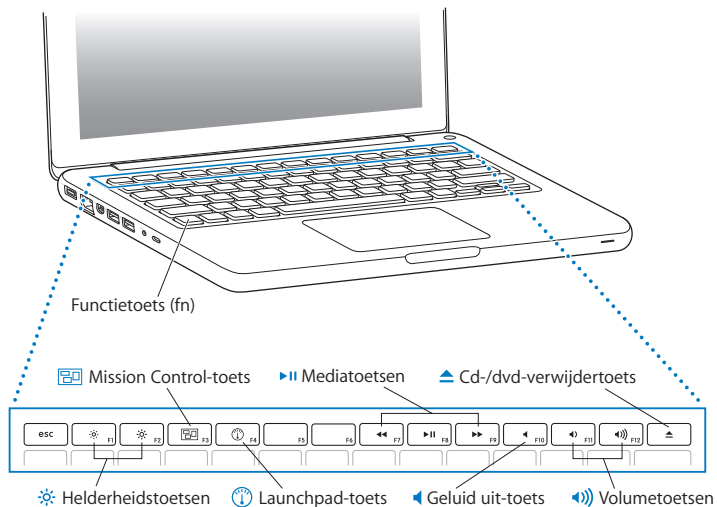 Functietoets (fn)
Mission Control-toets
Mediatoetsen
Cd-/dvd-verwijdertoets
esc F1 F2 F3 F4 F5 F6 F7 F8 F9 F10 F11 F12
Helderheidstoetsen
Launchpad-toets
Geluid uit-toets
Volumetoetsen